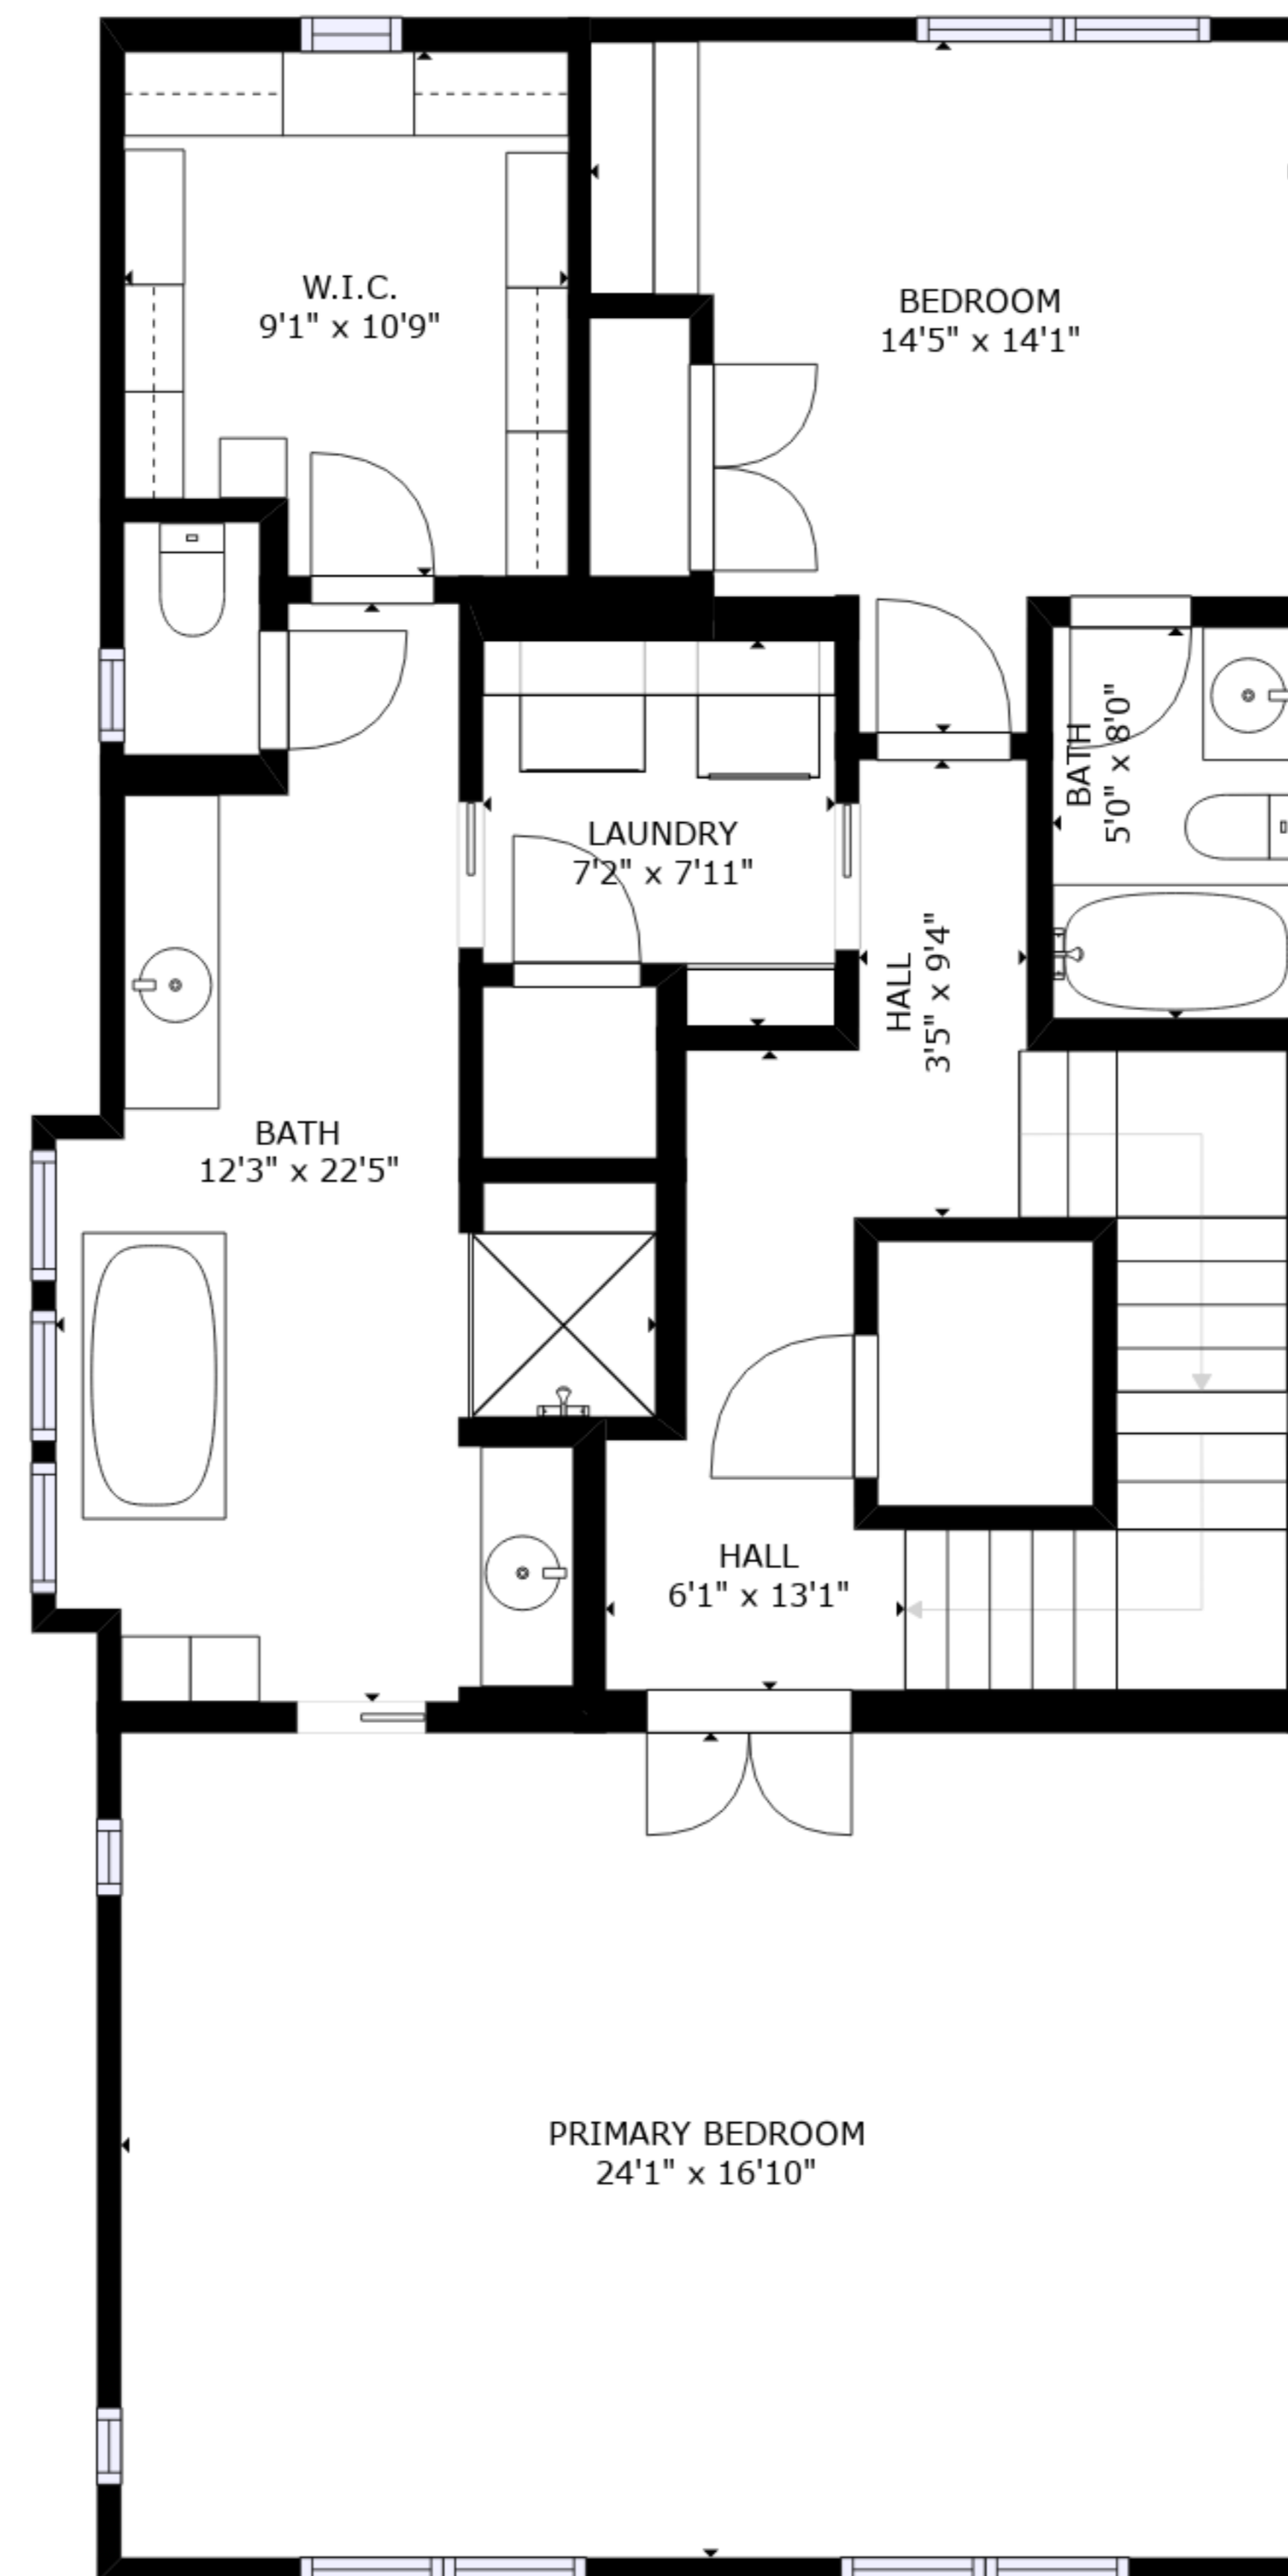 W.I.C.
9'1" x 10'9"
BEDROOM
14'5" x 14'1"
BATH
5'0" x 8'0"
LAUNDRY
7'2" x 7'11"
HALL
3'5" x 9'4"
BATH
12'3" x 22'5"
HALL
6'1" x 13'1"
PRIMARY BEDROOM
24'1" x 16'10"